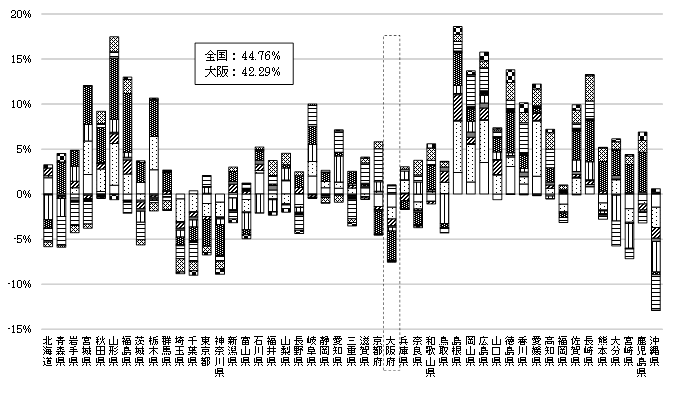 20%
15%
10%
5%
0%
-5%
-10%
-15%
全国：44.76%
大阪：42.29%
北海道
青森県
岩手県
宮城県
秋田県
山形県
福島県
茨城県
栃木県
群馬県
埼玉県
千葉県
東京都
神奈川県
新潟県
富山県
石川県
福井県
山梨県
長野県
岐阜県
静岡県
愛知県
三重県
滋賀県
京都府
大阪府
兵庫県
奈良県
和歌山県
鳥取県
島根県
岡山県
広島県
山口県
徳島県
香川県
愛媛県
高知県
福岡県
佐賀県
長崎県
熊本県
大分県
宮崎県
鹿児島県
沖縄県